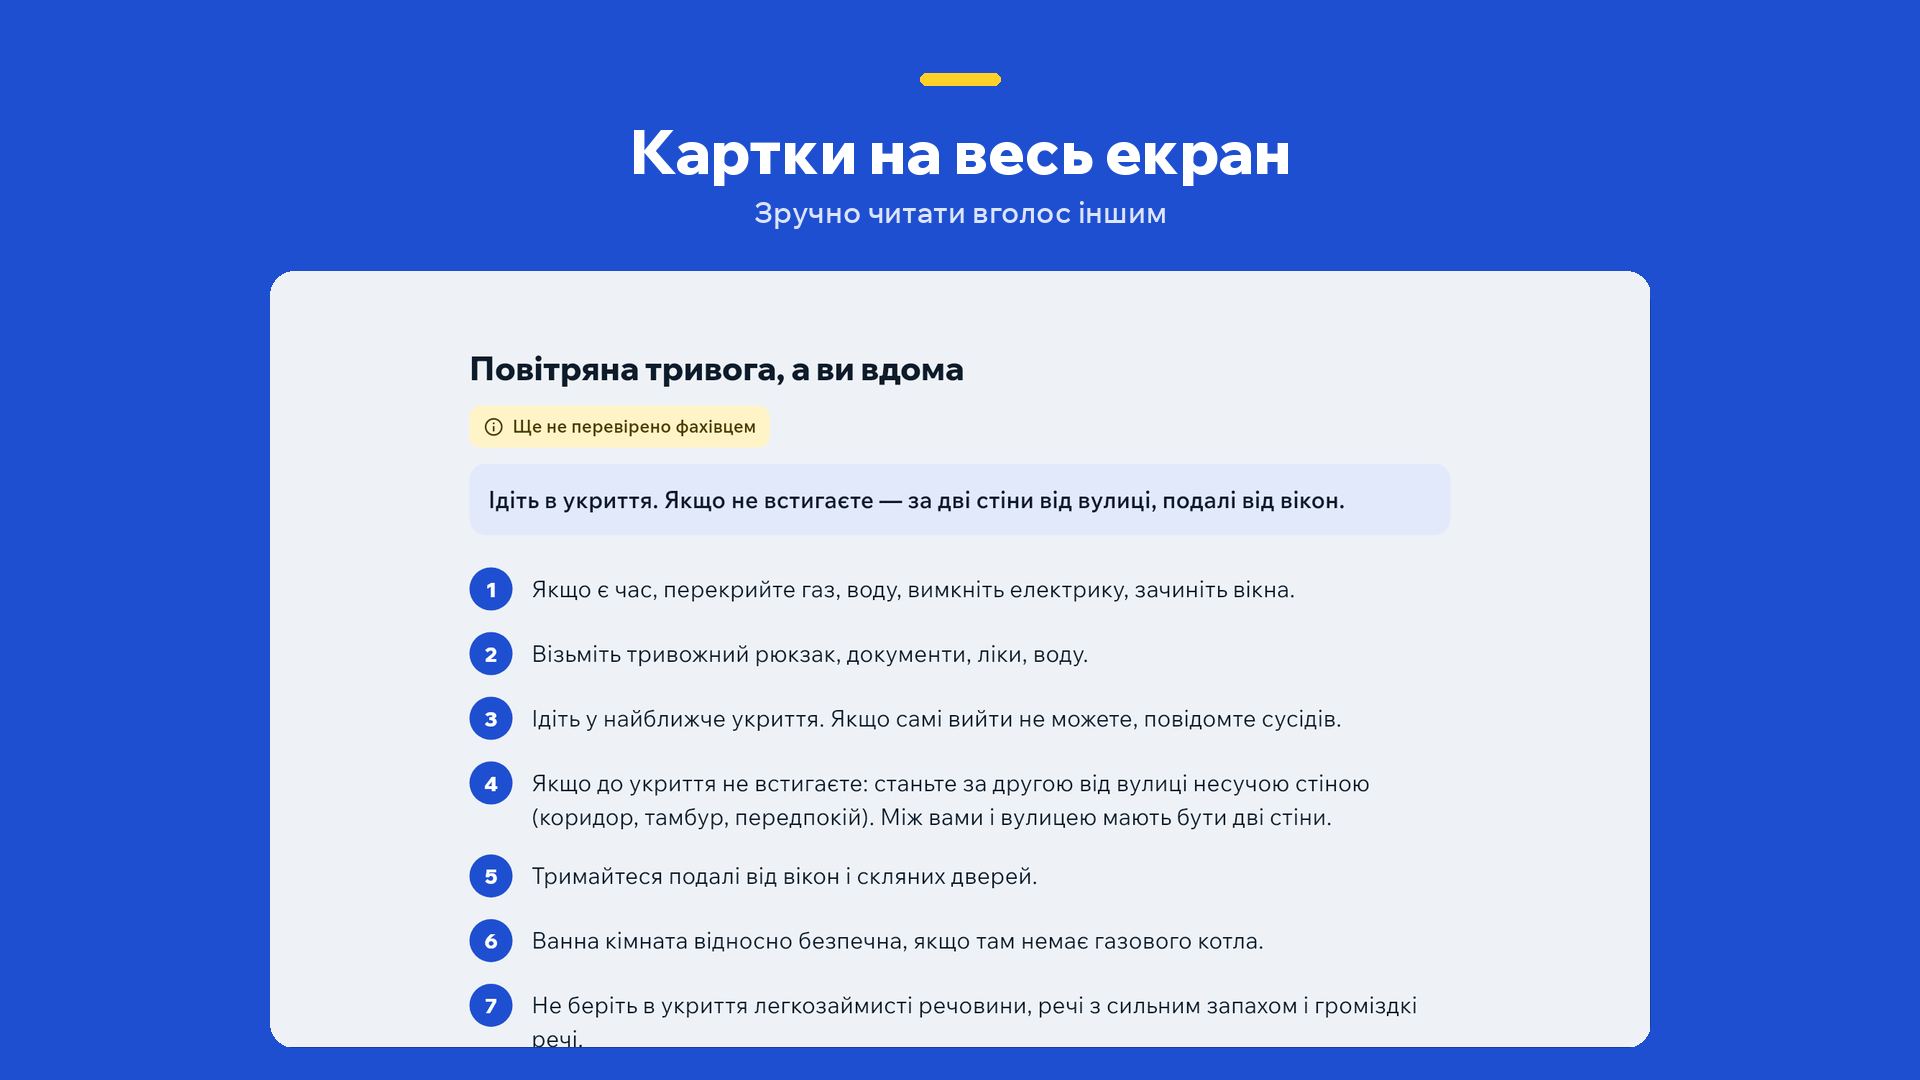 Картки на весь екран
Зручно читати вголос іншим
Повітряна тривога, а ви вдома
Ще не перевірено фахівцем
Ідіть в укриття. Якщо не встигаєте — за дві стіни від вулиці, подалі від вікон.
1 Якщо є час, перекрийте газ, воду, вимкніть електрику, зачиніть вікна.
2 Візьміть тривожний рюкзак, документи, ліки, воду.
3 Ідіть у найближче укриття. Якщо самі вийти не можете, повідомте сусідів.
4 Якщо до укриття не встигаєте: станьте за другою від вулиці несучою стіною
(коридор, тамбур, передпокій). Між вами і вулицею мають бути дві стіни.
5 Тримайтеся подалі від вікон і скляних дверей.
6 Ванна кімната відносно безпечна, якщо там немає газового котла.
7 Не беріть в укриття легкозаймисті речовини, речі з сильним запахом і громіздкі
речі.